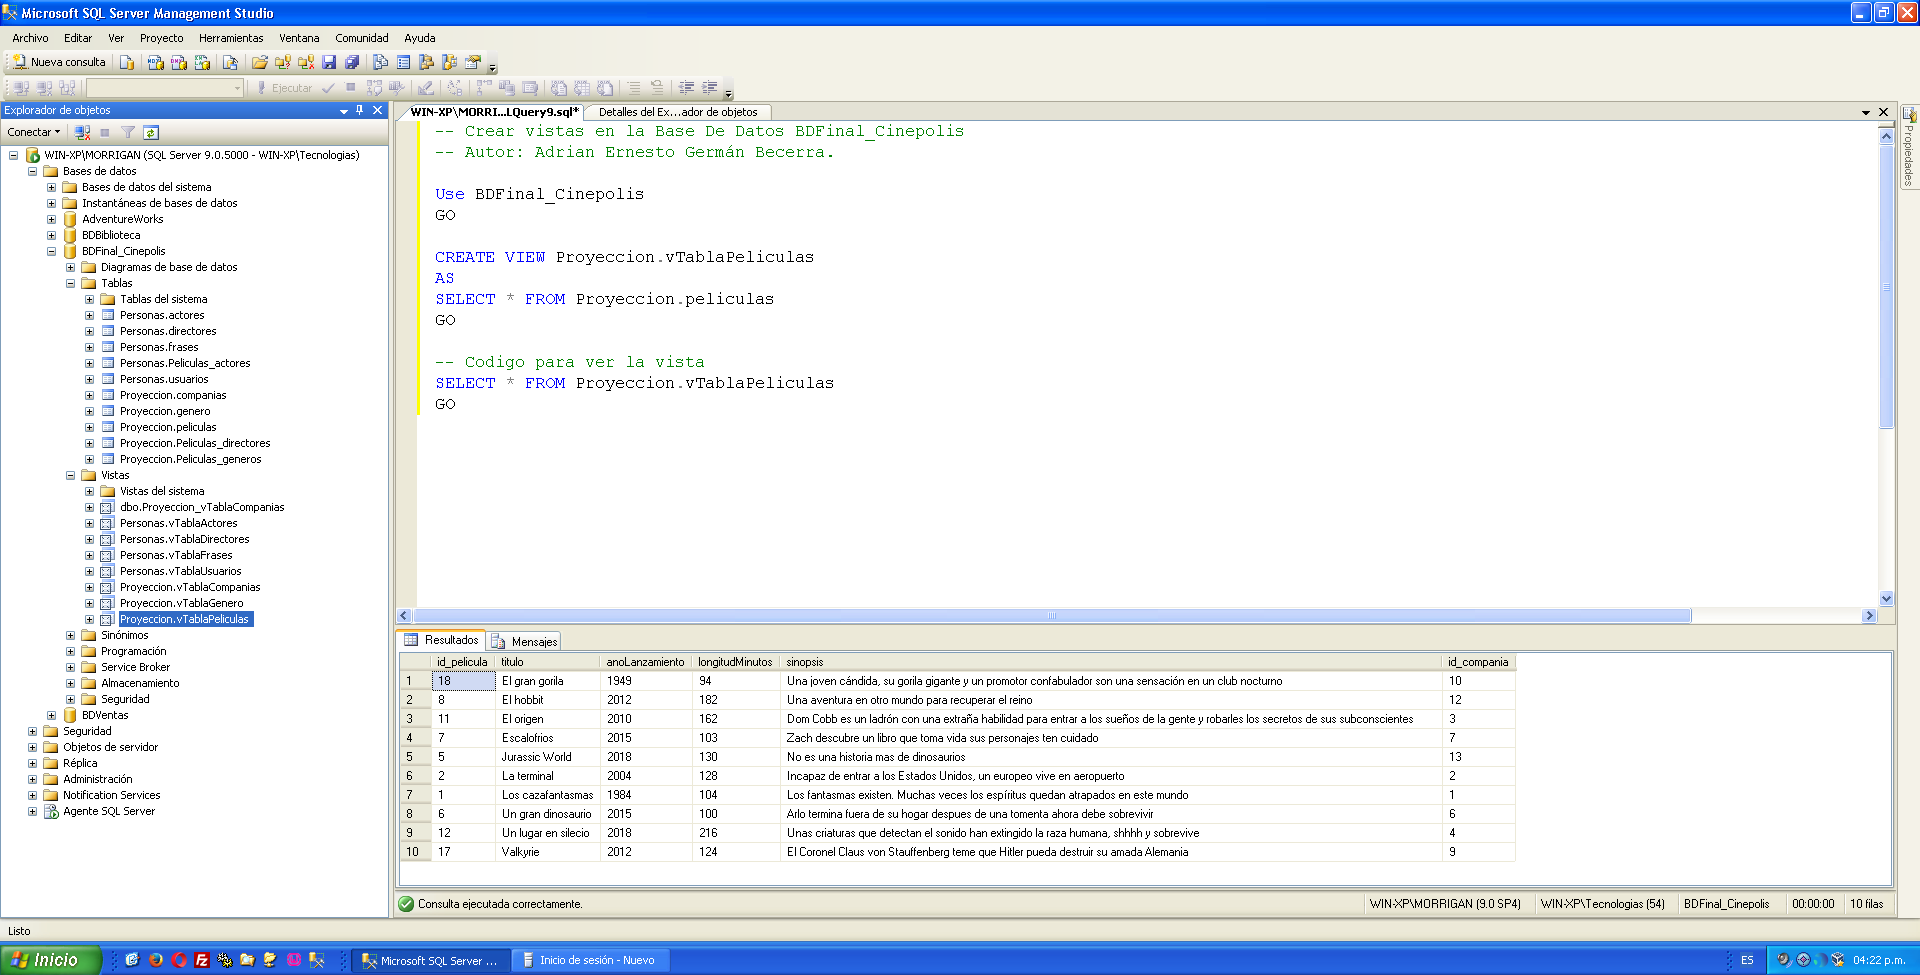 Microsoft SQL Server Management Studio
Archivo Editar Ver Proyecto Herramientas Ventana Comunidad Ayuda
Nueva consulta
Ejecutar
Explorador de objetos
Conectar
WIN-XP\MORRIGAN (SQL Server 9.0.5000 - WIN-XP\Tecnologias)
Bases de datos
Bases de datos del sistema
Instantáneas de bases de datos
AdventureWorks
BDBiblioteca
BDFinal_Cinepolis
Diagramas de base de datos
Tablas
Tablas del sistema
Personas.actores
Personas.directores
Personas.frases
Personas.Peliculas_actores
Personas.usuarios
Proyeccion.companias
Proyeccion.genero
Proyeccion.peliculas
Proyeccion.Peliculas_directores
Proyeccion.Peliculas_generos
Vistas
Vistas del sistema
dbo.Proyeccion_vTablaCompanias
Personas.vTablaActores
Personas.vTablaDirectores
Personas.vTablaFrases
Personas.vTablaUsuarios
Proyeccion.vTablaCompanias
Proyeccion.vTablaGenero
Proyeccion.vTablaPeliculas
Sinónimos
Programación
Service Broker
Almacenamiento
Seguridad
BDVentas
Seguridad
Objetos de servidor
Réplica
Administración
Notification Services
Agente SQL Server
WIN-XP\MORRI...LQuery9.sql* Detalles del Ex...ador de objetos
-- Crear vistas en la Base De Datos BDFinal_Cinepolis
-- Autor: Adrian Ernesto Germán Becerra.
Use BDFinal_Cinepolis
GO
CREATE VIEW Proyeccion.vTablaPeliculas
AS
SELECT * FROM Proyeccion.peliculas
GO
-- Codigo para ver la vista
SELECT * FROM Proyeccion.vTablaPeliculas
GO
Propiedades
Resultados Mensajes
id_pelicula titulo anoLanzamiento longitudMinutos sinopsis id_compania
1 18 El gran gorila 1949 94 Una joven cándida, su gorila gigante y un promotor confabulador son una sensación en un club nocturno 10
2 8 El hobbit 2012 182 Una aventura en otro mundo para recuperar el reino 12
3 11 El origen 2010 162 Dom Cobb es un ladrón con una extraña habilidad para entrar a los sueños de la gente y robarles los secretos de sus subconscientes 3
4 7 Escalofrios 2015 103 Zach descubre un libro que toma vida sus personajes ten cuidado 7
5 5 Jurassic World 2018 130 No es una historia mas de dinosaurios 13
6 2 La terminal 2004 128 Incapaz de entrar a los Estados Unidos, un europeo vive en aeropuerto 2
7 1 Los cazafantasmas 1984 104 Los fantasmas existen. Muchas veces los espíritus quedan atrapados en este mundo 1
8 6 Un gran dinosaurio 2015 100 Arlo termina fuera de su hogar despues de una tomenta ahora debe sobrevivir 6
9 12 Un lugar en silecio 2018 216 Unas criaturas que detectan el sonido han extingido la raza humana, shhhh y sobrevive 4
10 17 Valkyrie 2012 124 El Coronel Claus von Stauffenberg teme que Hitler pueda destruir su amada Alemania 9
Consulta ejecutada correctamente. WIN-XP\MORRIGAN (9.0 SP4) WIN-XP\Tecnologias (54) BDFinal_Cinepolis 00:00:00 10 filas
Listo
Inicio Microsoft SQL Server ... Inicio de sesión - Nuevo ES 04:22 p.m.